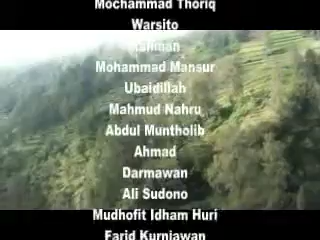 Mochammad Thoriq
Warsito
Mohammad Mansur
Ubaidillah
Mahmud Nahru
Abdul Muntholib
Ahmad
Darmawan
Ali Sudono
Mudhofit Idham Huri
Farid Kurniawan